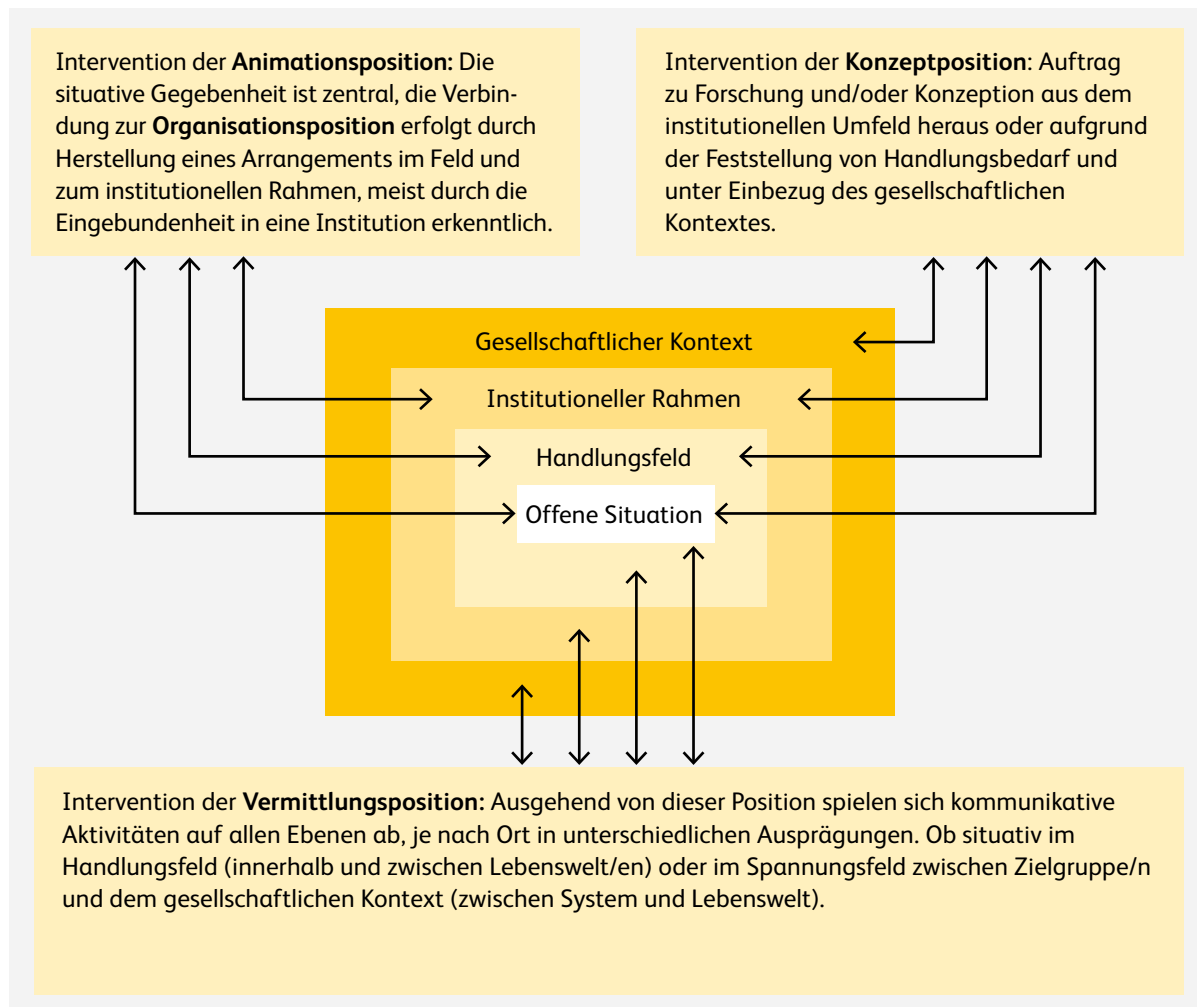 Intervention der Animationsposition: Die
situative Gegebenheit ist zentral, die Verbin-
dung zur Organisationsposition erfolgt durch
Herstellung eines Arrangements im Feld und
zum institutionellen Rahmen, meist durch die
Eingebundenheit in eine Institution erkenntlich.
Intervention der Konzeptposition: Auftrag
zu Forschung und/oder Konzeption aus dem
institutionellen Umfeld heraus oder aufgrund
der Feststellung von Handlungsbedarf und
unter Einbezug des gesellschaftlichen
Kontextes.
Gesellschaftlicher Kontext
Institutioneller Rahmen
Handlungsfeld
Offene Situation
Intervention der Vermittlungsposition: Ausgehend von dieser Position spielen sich kommunikative
Aktivitäten auf allen Ebenen ab, je nach Ort in unterschiedlichen Ausprägungen. Ob situativ im
Handlungsfeld (innerhalb und zwischen Lebenswelt/en) oder im Spannungsfeld zwischen Zielgruppe/n
und dem gesellschaftlichen Kontext (zwischen System und Lebenswelt).